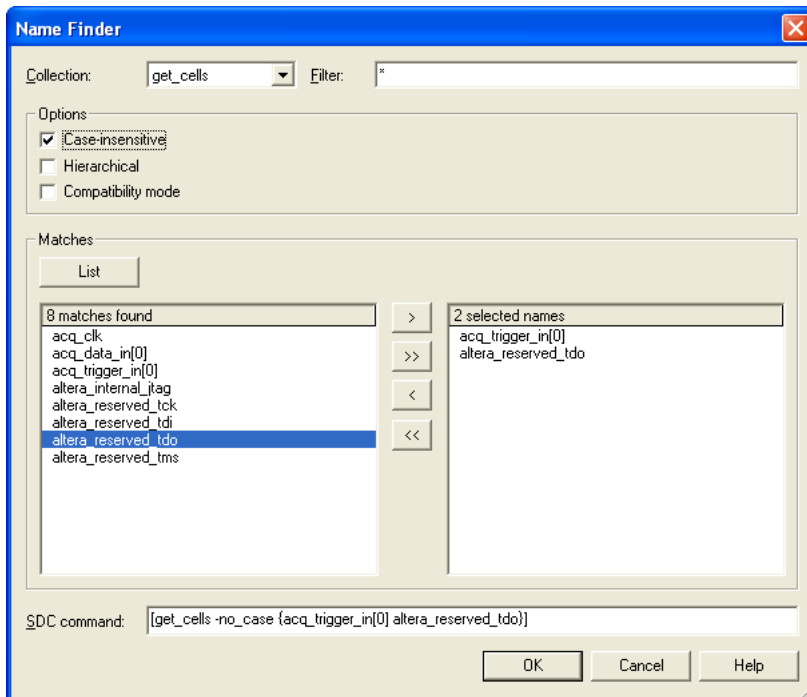 Name Finder
Collection: get_cells Filter: *
Options
Case-insensitive
Hierarchical
Compatibility mode
Matches
List
8 matches found > 2 selected names
acq_clk acq_trigger_in[0]
acq_data_in[0] >> altera_reserved_tdo
acq_trigger_in[0]
altera_internal_jtag <
altera_reserved_tck
altera_reserved_tdi
altera_reserved_tdo <<
altera_reserved_tms
SDC command: [get_cells -no_case {acq_trigger_in[0] altera_reserved_tdo}]
OK Cancel Help